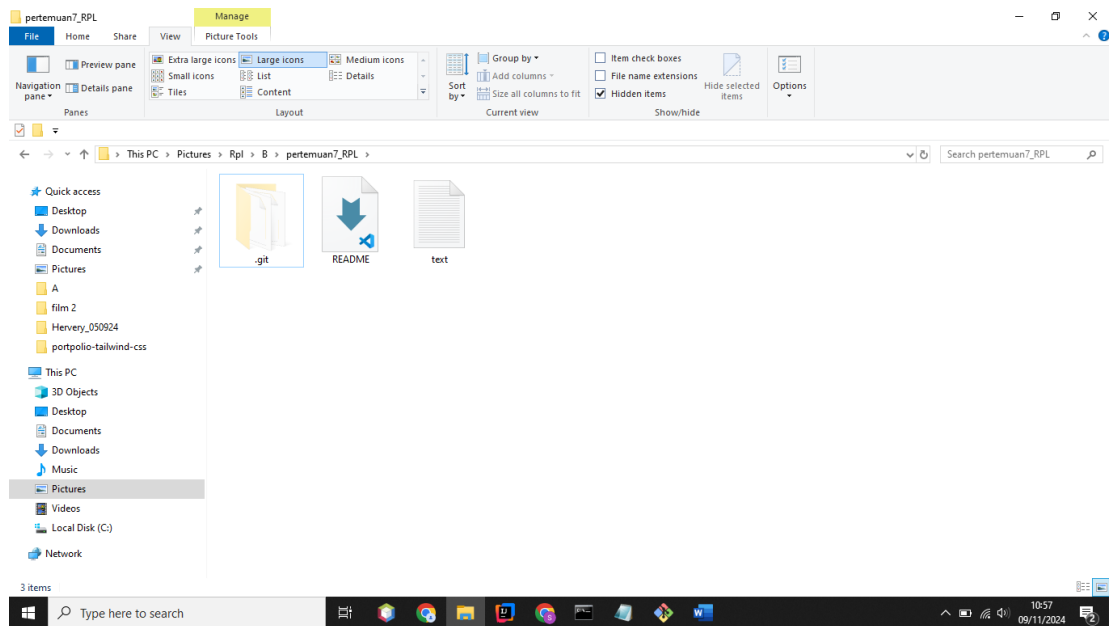 pertemuan7_RPL
Manage
File Home Share View Picture Tools
Preview pane
Details pane
Navigation pane
Panes
Extra large icons Large icons Medium icons
Small icons List Details
Tiles Content
Layout
Sort by
Group by
Add columns
Size all columns to fit
Current view
Item check boxes
File name extensions
Hidden items
Hide selected items
Show/hide
Options
This PC > Pictures > Rpl > B > pertemuan7_RPL >
Search pertemuan7_RPL
Quick access
Desktop
Downloads
Documents
Pictures
A
film 2
Hervery_050924
portpolio-tailwind-css
This PC
3D Objects
Desktop
Documents
Downloads
Music
Pictures
Videos
Local Disk (C:)
Network
.git
README
text
3 items
Type here to search
10:57
09/11/2024
2